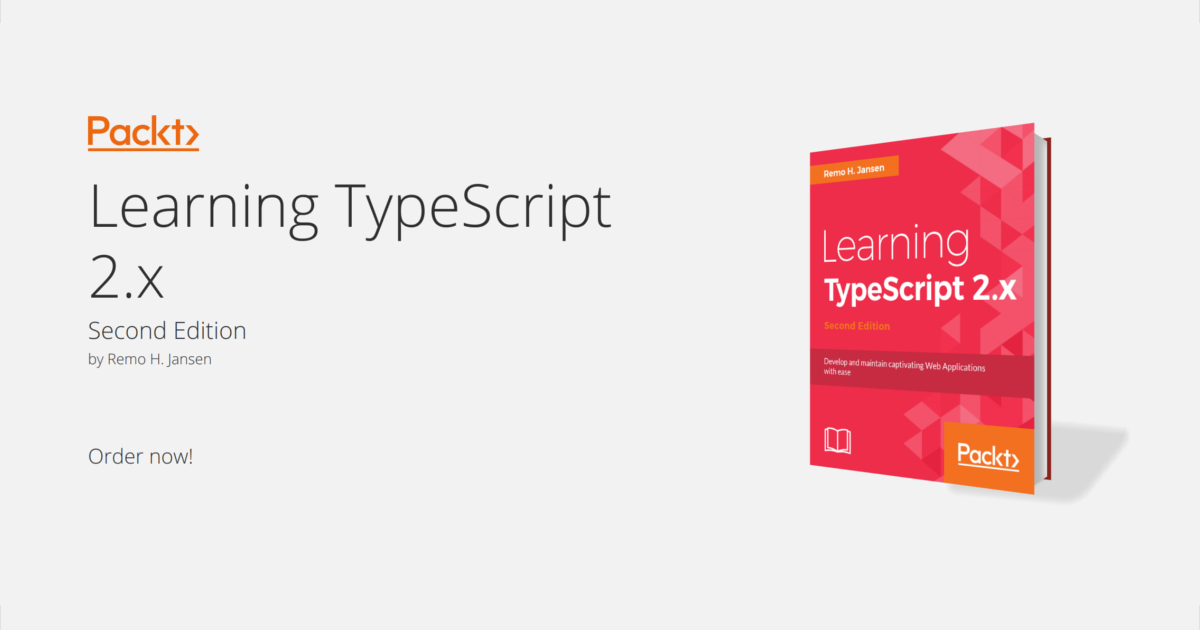 Packt>
Learning TypeScript
2.x
Second Edition
by Remo H. Jansen
Order now!
Remo H. Jansen
Learning
TypeScript 2.x
Second Edition
Develop and maintain captivating Web Applications
with ease
Packt>